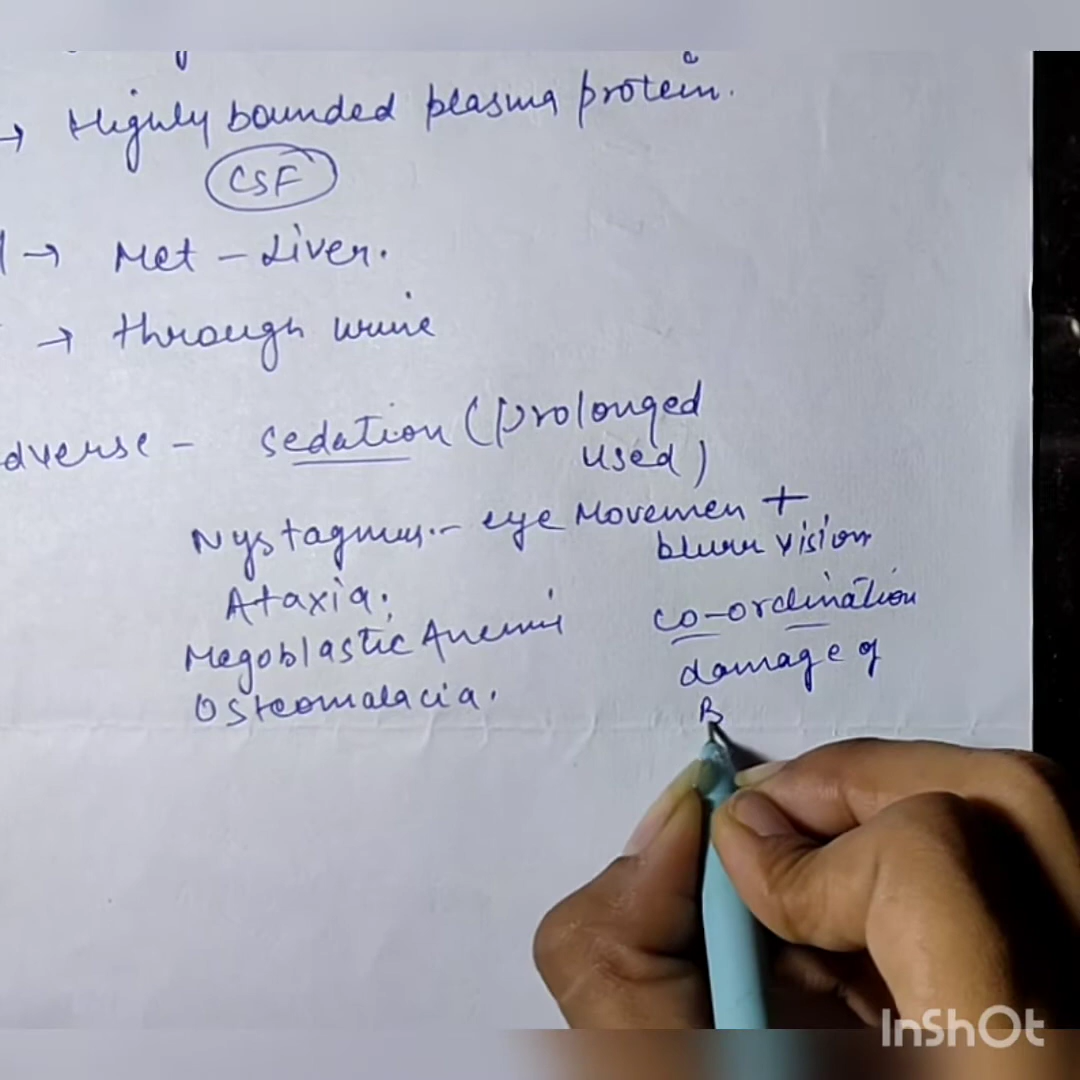 → Highly bounded plasma protein.
CSF
→ Met - Liver.
→ through urine
dverse - sedation (prolonged
used)
Nystagmus.- eye Movemen +
blurr vision
Ataxia.
co-ordination
Megoblastic Anemi
damage of
Osteomalacia.
B
InShOt